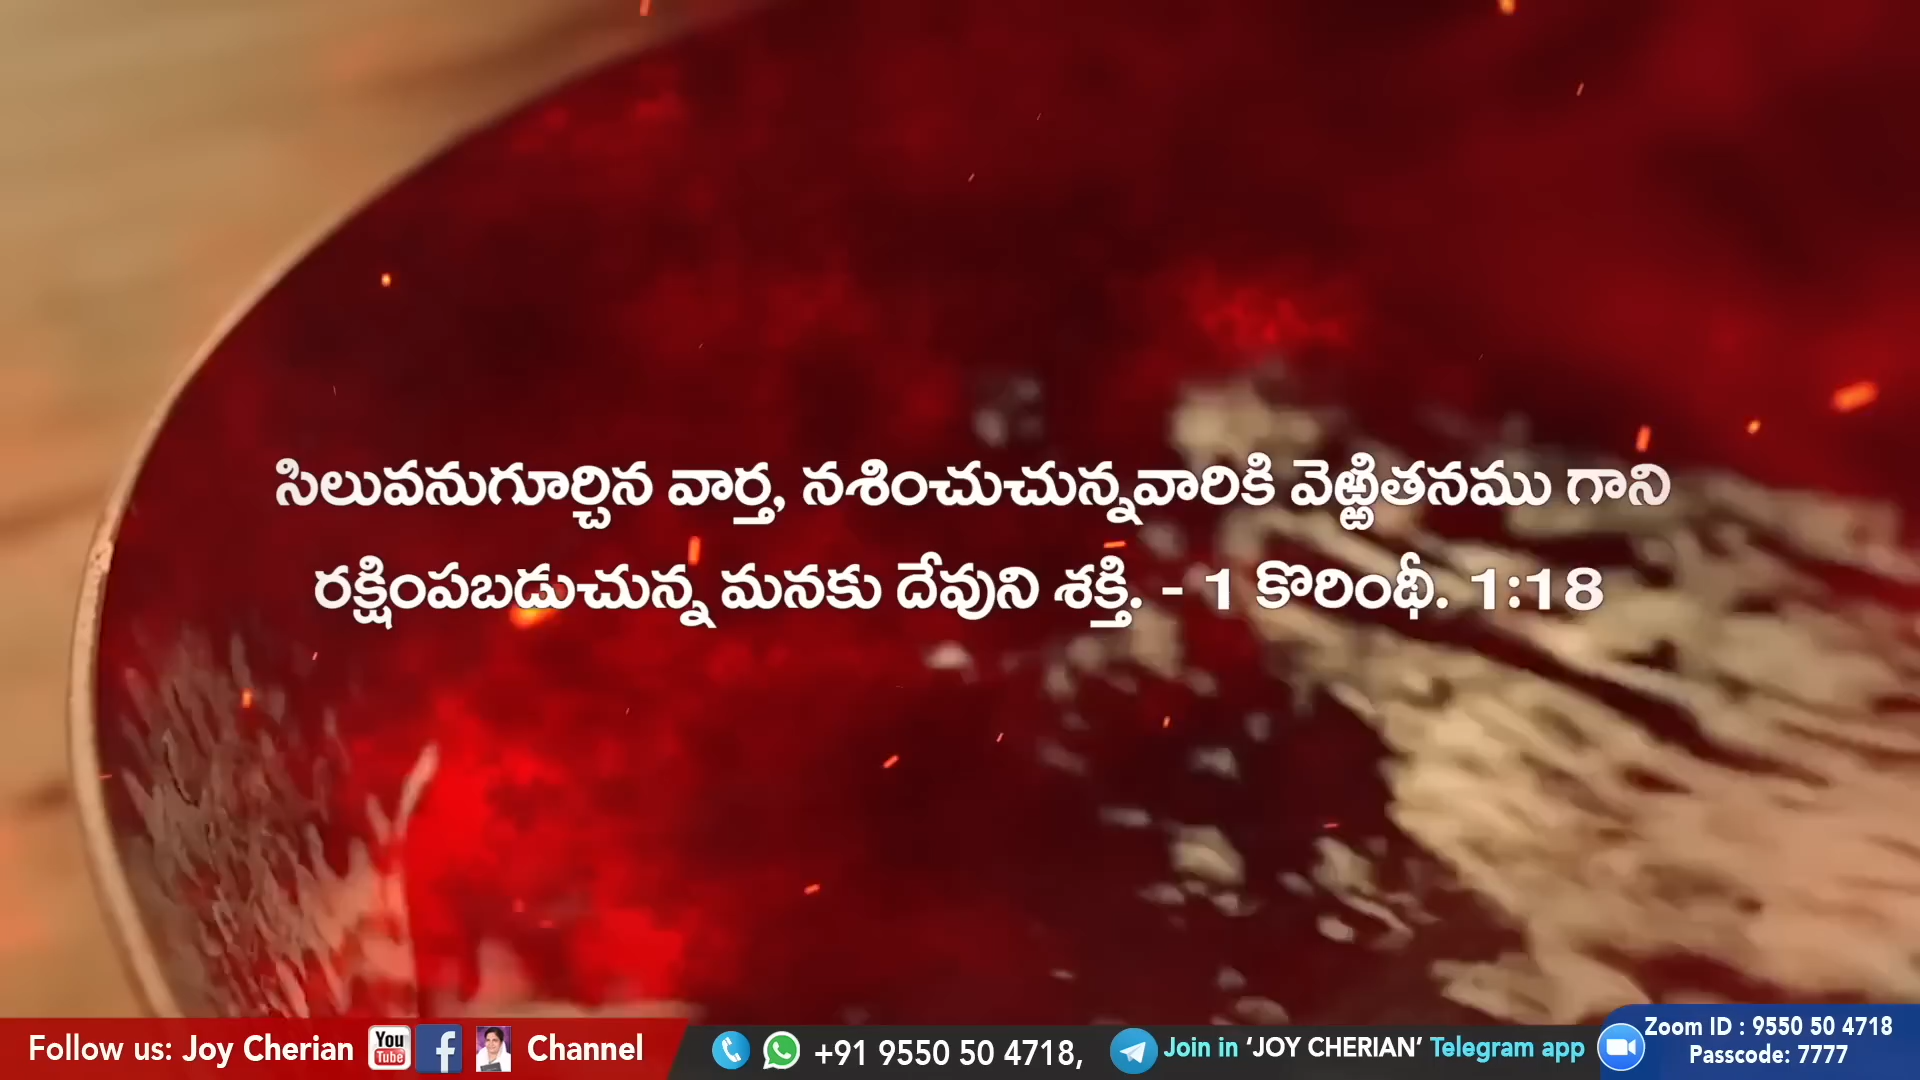 సిలువనుగూర్చిన వార్త, నశించుచున్నవారికి వెఱ్ఱితనము గాని
రక్షింపబడుచున్న మనకు దేవుని శక్తి. - 1 కొరింథీ. 1:18
Follow us: Joy Cherian You Tube f Channel
+91 9550 50 4718,
Join in ‘JOY CHERIAN’ Telegram app
Zoom ID : 9550 50 4718
Passcode: 7777